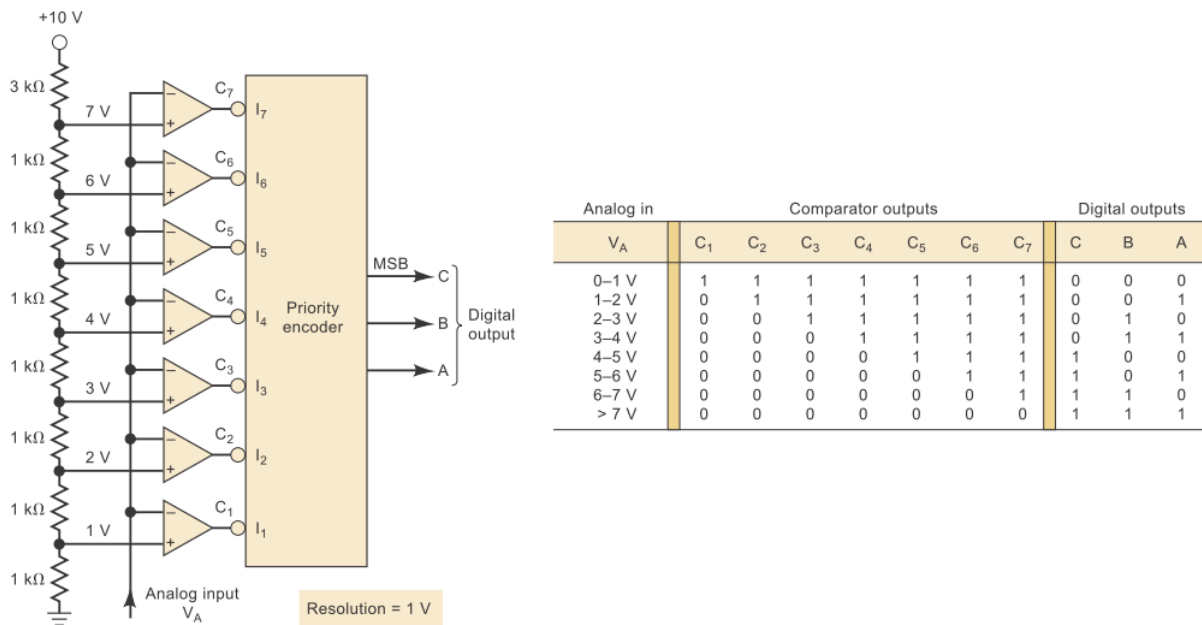 +10 V
3 kΩ
7 V
C7
I7
1 kΩ
6 V
C6
I6
1 kΩ
5 V
C5
I5
1 kΩ
4 V
C4
I4
1 kΩ
3 V
C3
I3
1 kΩ
2 V
C2
I2
1 kΩ
1 V
C1
I1
1 kΩ
− +
− +
− +
− +
− +
− +
− +
Analog input
VA
Priority
encoder
MSB
C
B
A
Digital
output
Resolution = 1 V
Analog in Comparator outputs Digital outputs
VA C1 C2 C3 C4 C5 C6 C7 C B A
0–1 V 1 1 1 1 1 1 1 0 0 0
1–2 V 0 1 1 1 1 1 1 0 0 1
2–3 V 0 0 1 1 1 1 1 0 1 0
3–4 V 0 0 0 1 1 1 1 0 1 1
4–5 V 0 0 0 0 1 1 1 1 0 0
5–6 V 0 0 0 0 0 1 1 1 0 1
6–7 V 0 0 0 0 0 0 1 1 1 0
> 7 V 0 0 0 0 0 0 0 1 1 1